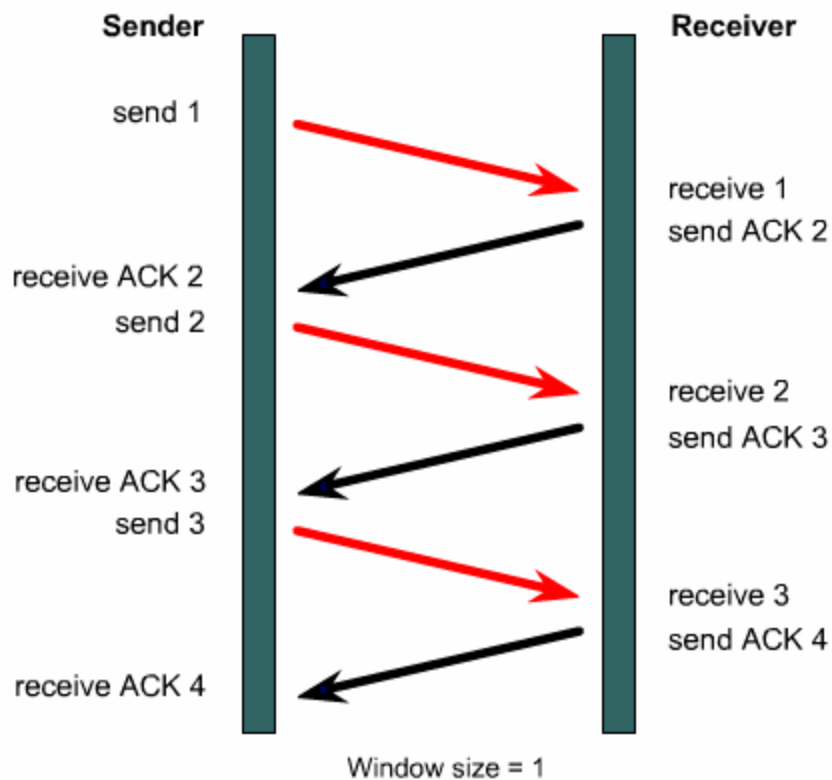 Sender
Receiver
send 1
receive 1
send ACK 2
receive ACK 2
send 2
receive 2
send ACK 3
receive ACK 3
send 3
receive 3
send ACK 4
receive ACK 4
Window size = 1